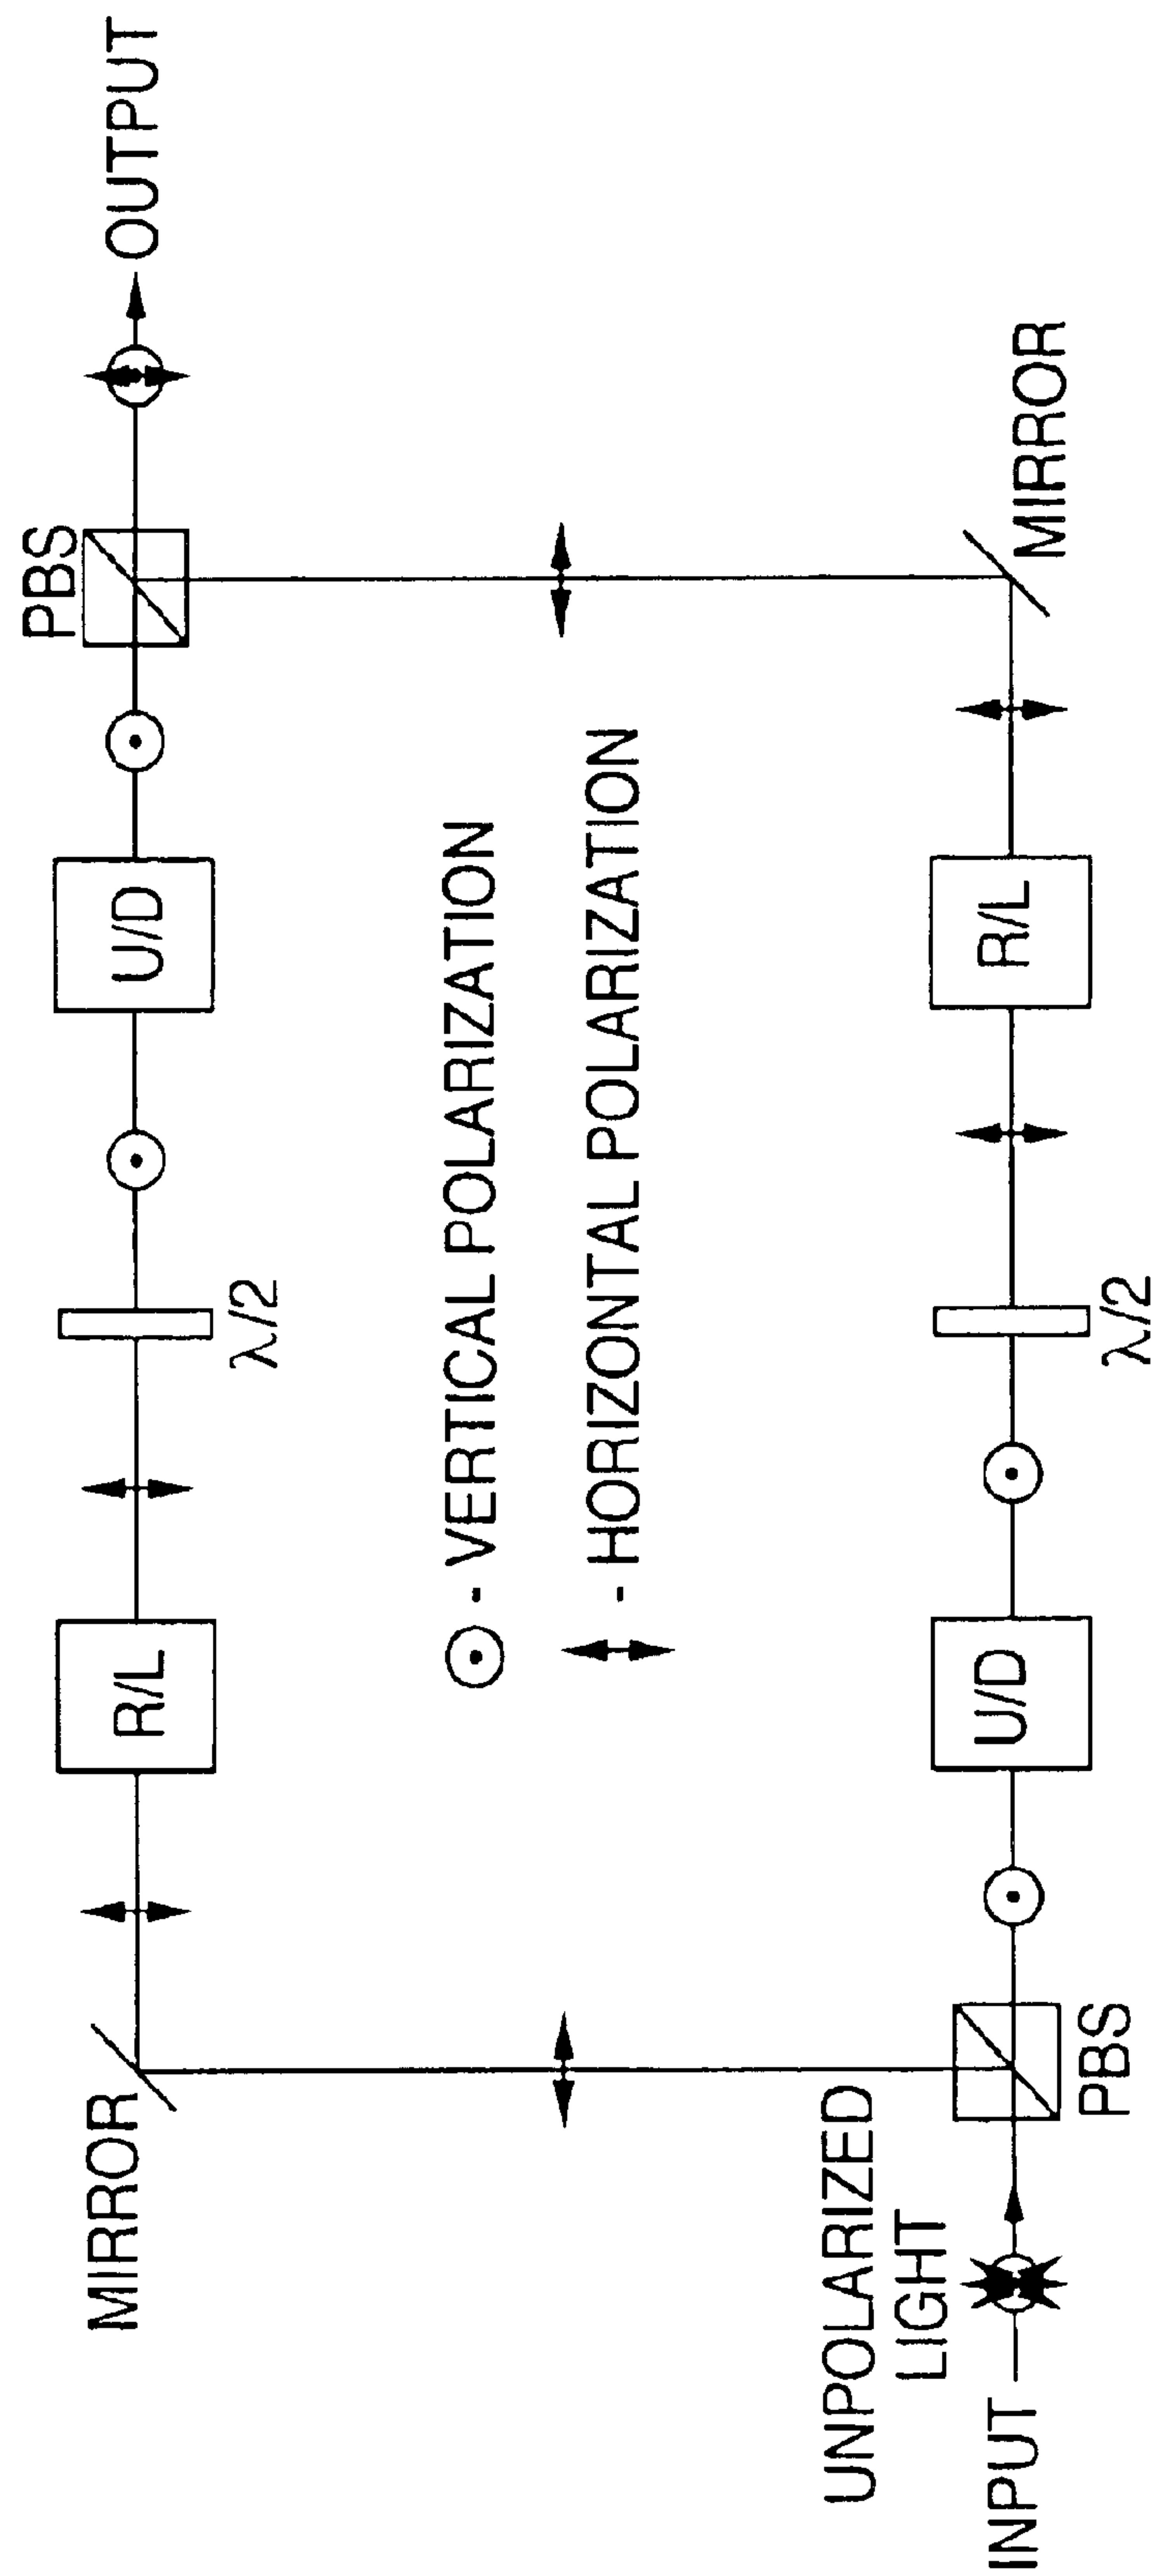 PBS
MIRROR
R/L
U/D
OUTPUT
λ/2
- VERTICAL POLARIZATION
- HORIZONTAL POLARIZATION
UNPOLARIZED
LIGHT
INPUT
U/D
R/L
MIRROR
PBS
λ/2